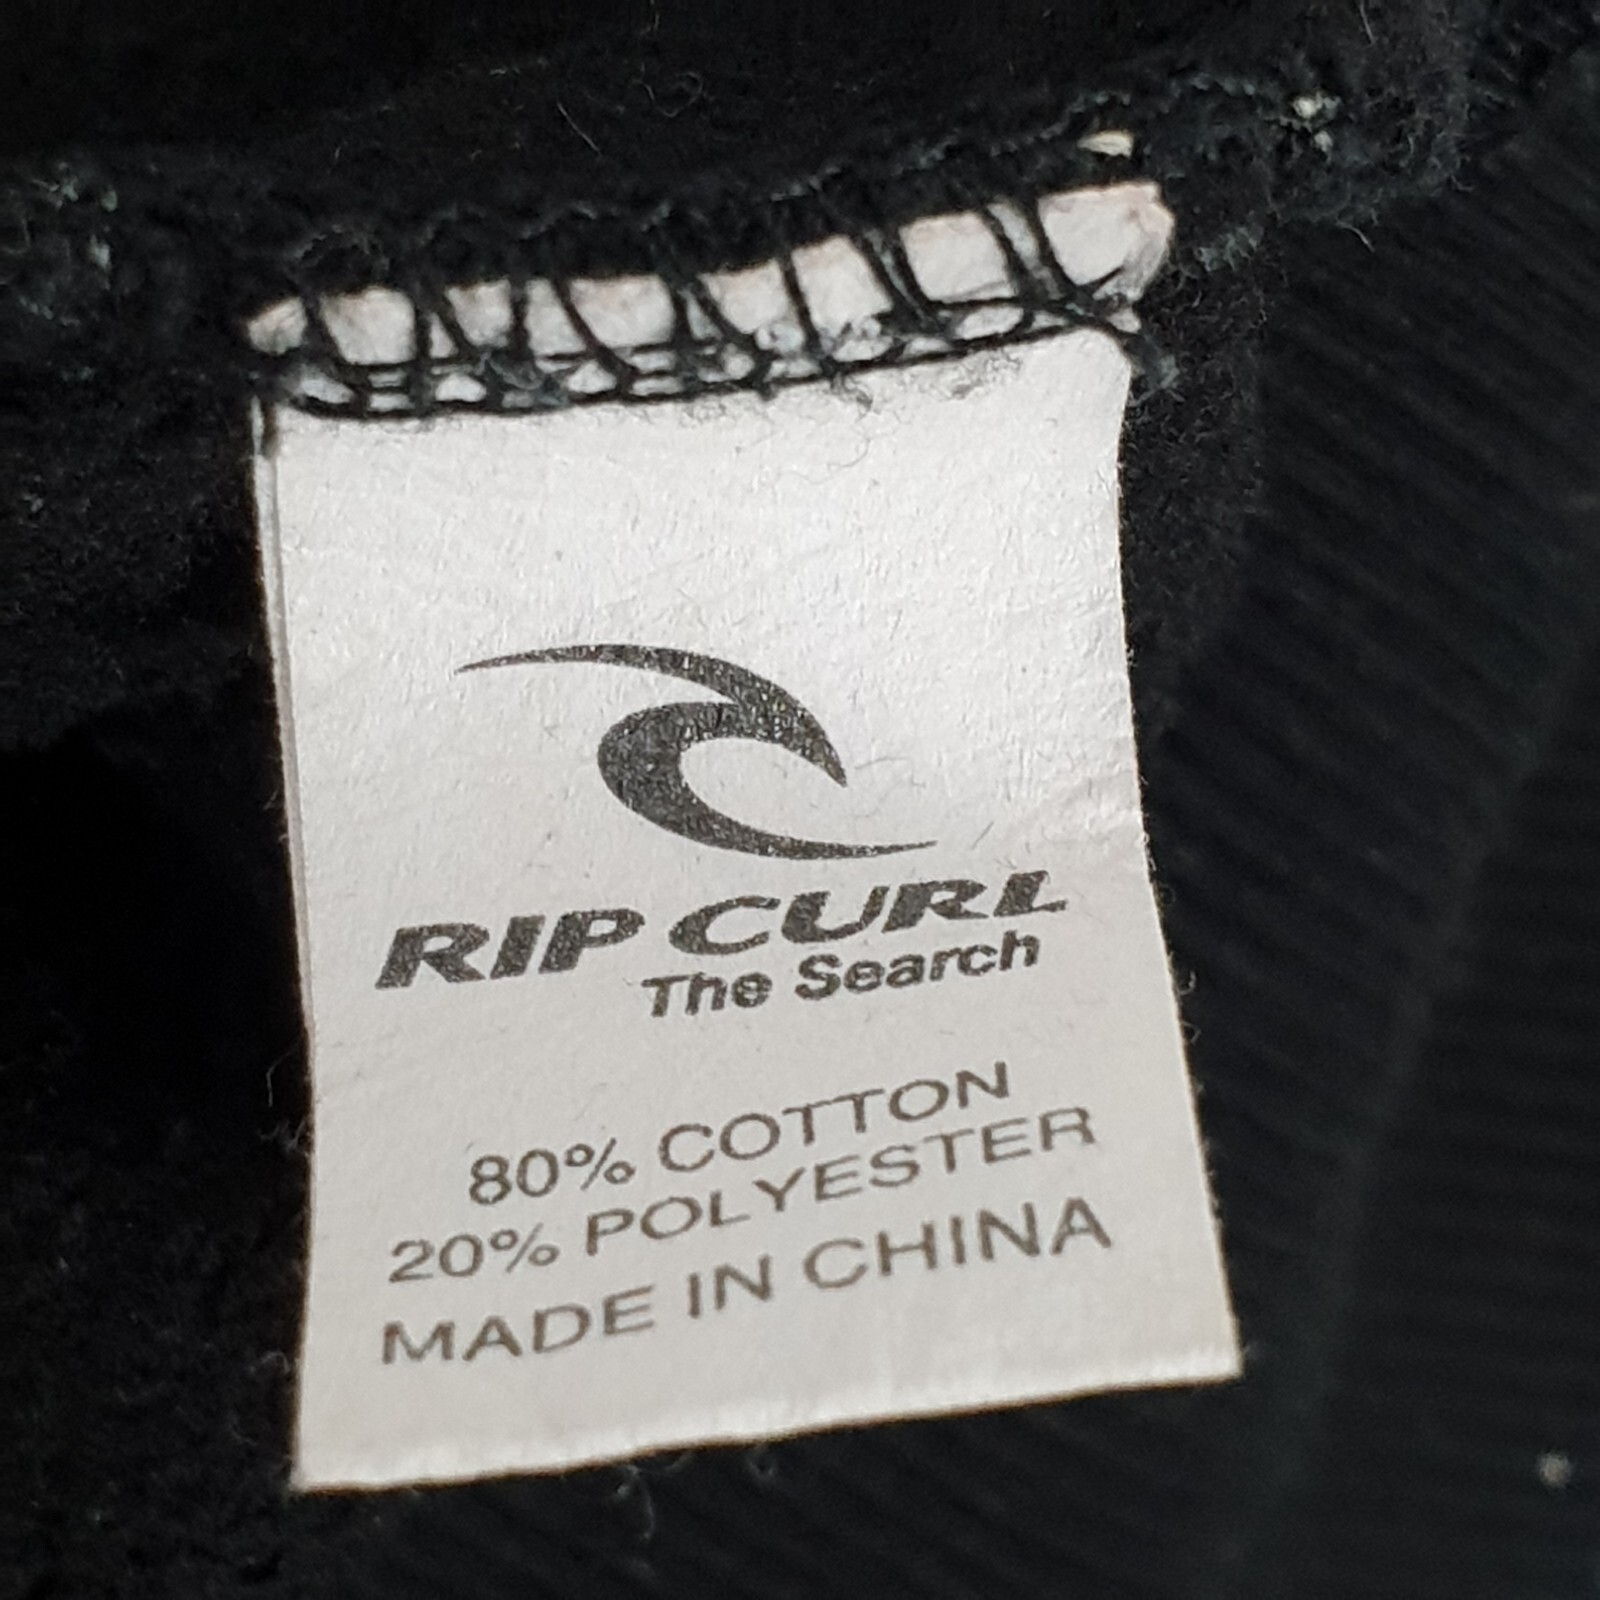 RIP CURL
The Search
80% COTTON
20% POLYESTER
MADE IN CHINA